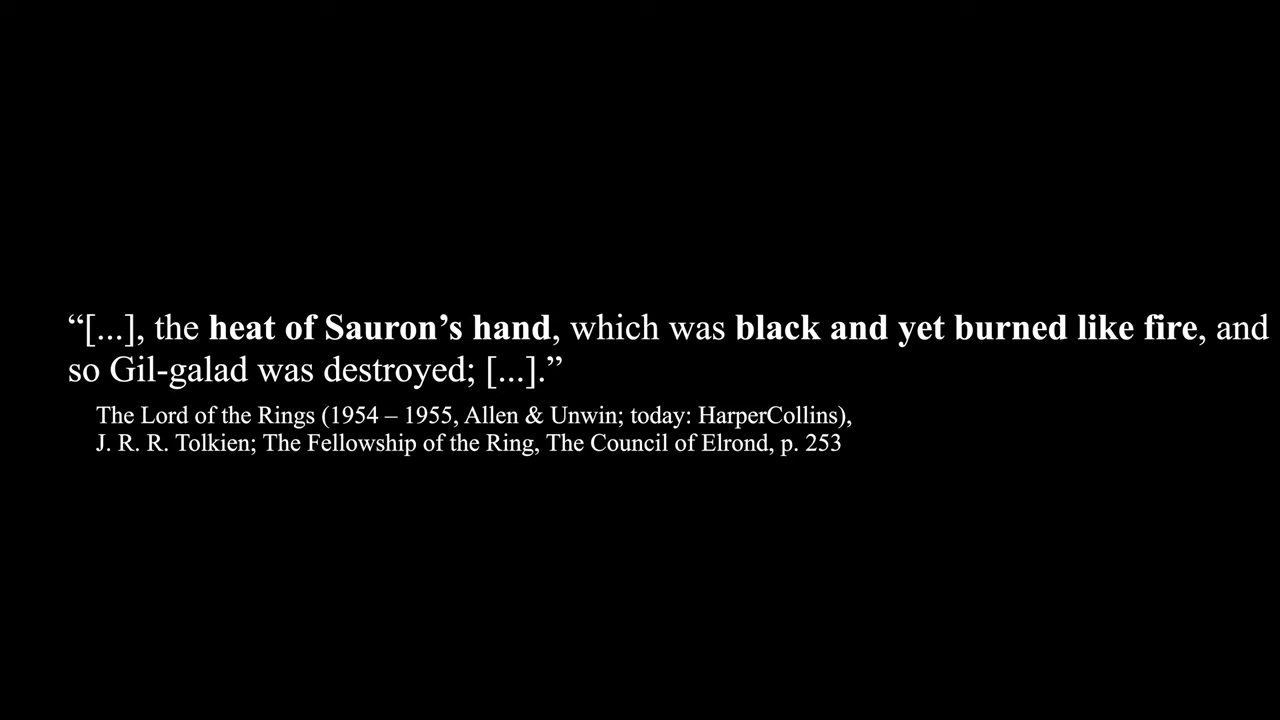 “[...], the heat of Sauron’s hand, which was black and yet burned like fire, and
so Gil-galad was destroyed; [...].”
The Lord of the Rings (1954 – 1955, Allen & Unwin; today: HarperCollins),
J. R. R. Tolkien; The Fellowship of the Ring, The Council of Elrond, p. 253